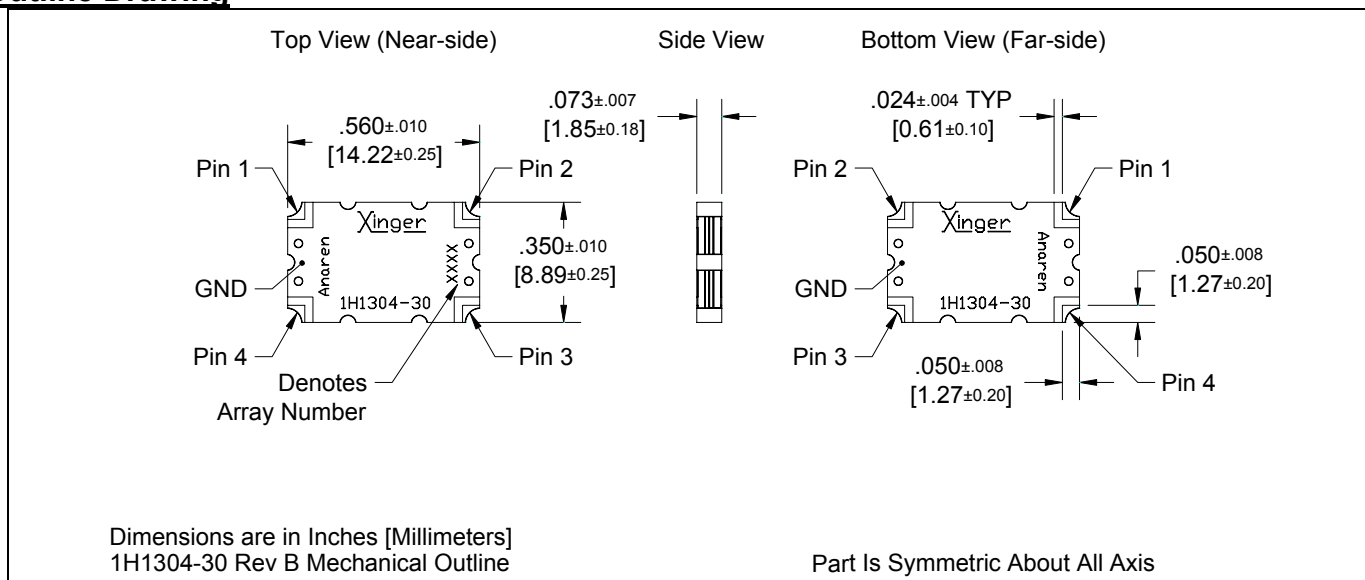 Top View (Near-side)
Side View
Bottom View (Far-side)
.560±.010
[14.22±0.25]
.073±.007
[1.85±0.18]
.024±.004 TYP
[0.61±0.10]
Pin 1
Pin 2
Pin 2
Pin 1
Xinger
Anaren
XXXX
1H1304-30
.350±.010
[8.89±0.25]
Xinger
Anaren
1H1304-30
.050±.008
[1.27±0.20]
GND
GND
Pin 4
Pin 3
Pin 3
Pin 4
Denotes
Array Number
.050±.008
[1.27±0.20]
Dimensions are in Inches [Millimeters]
1H1304-30 Rev B Mechanical Outline
Part Is Symmetric About All Axis